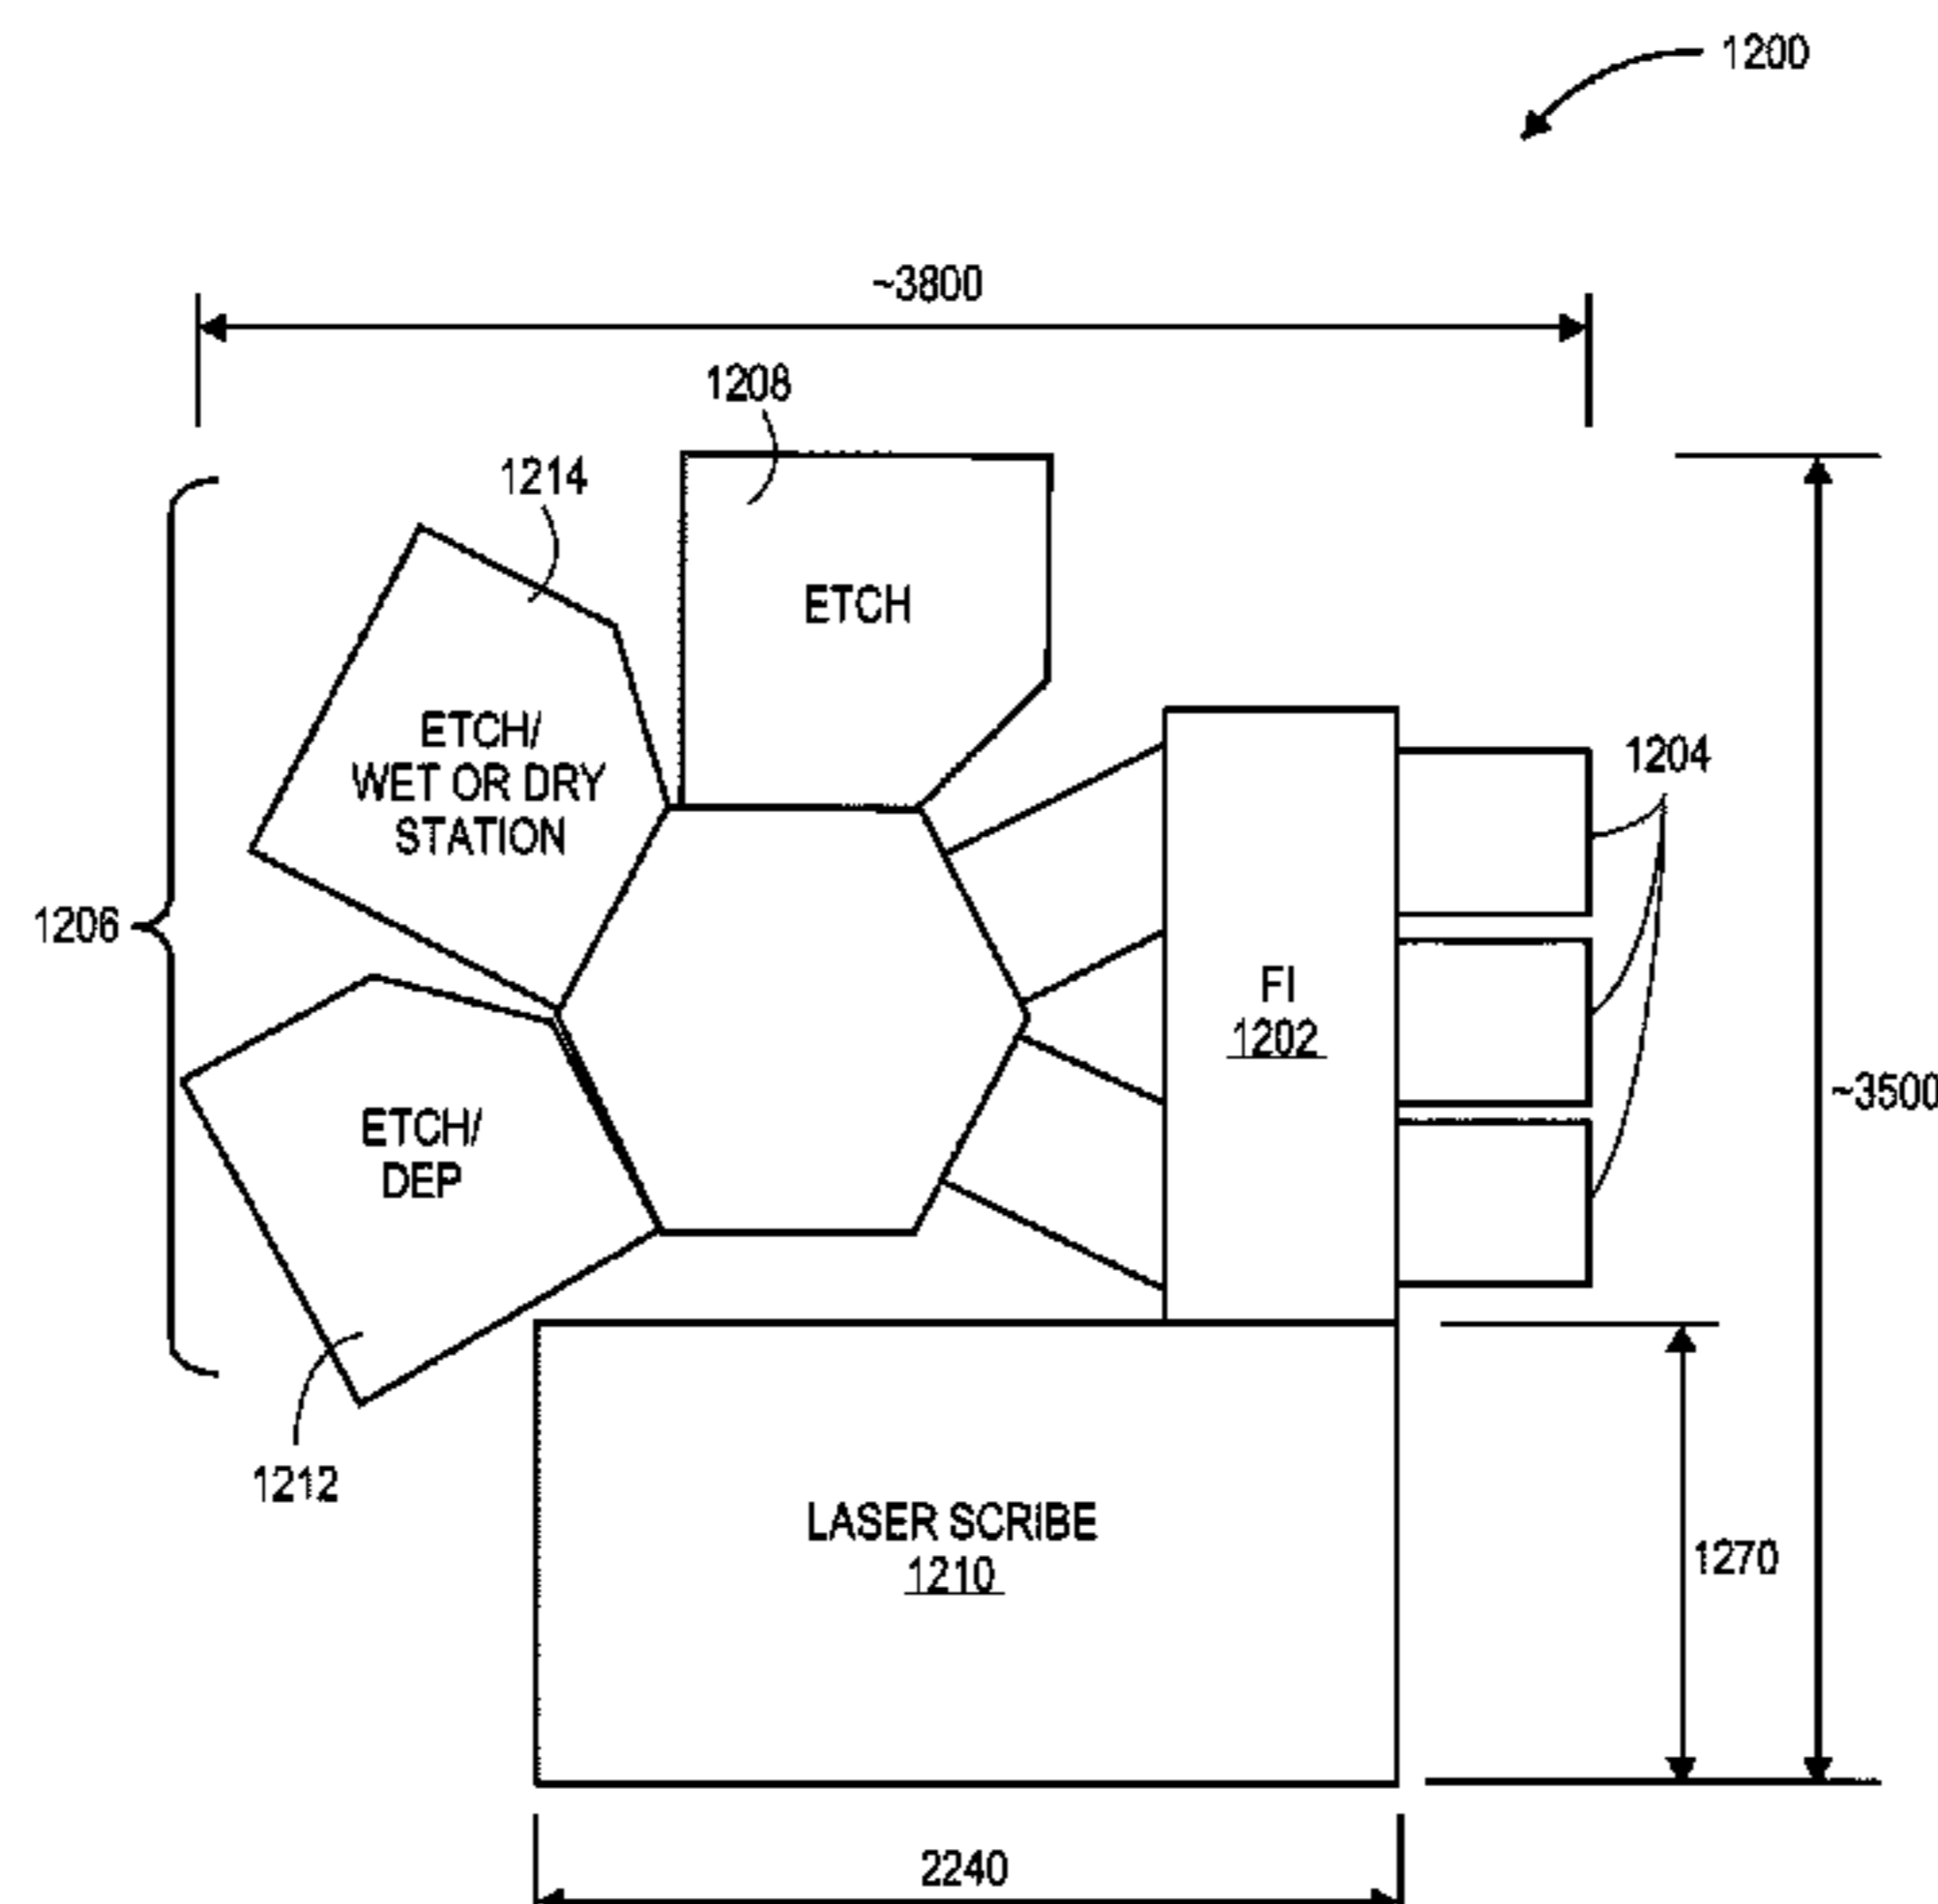 1200
~3800
1208
1214
ETCH
ETCH/
WET OR DRY
STATION
1204
1206
FI
1202
~3500
ETCH/
DEP
1212
LASER SCRIBE
1210
1270
2240